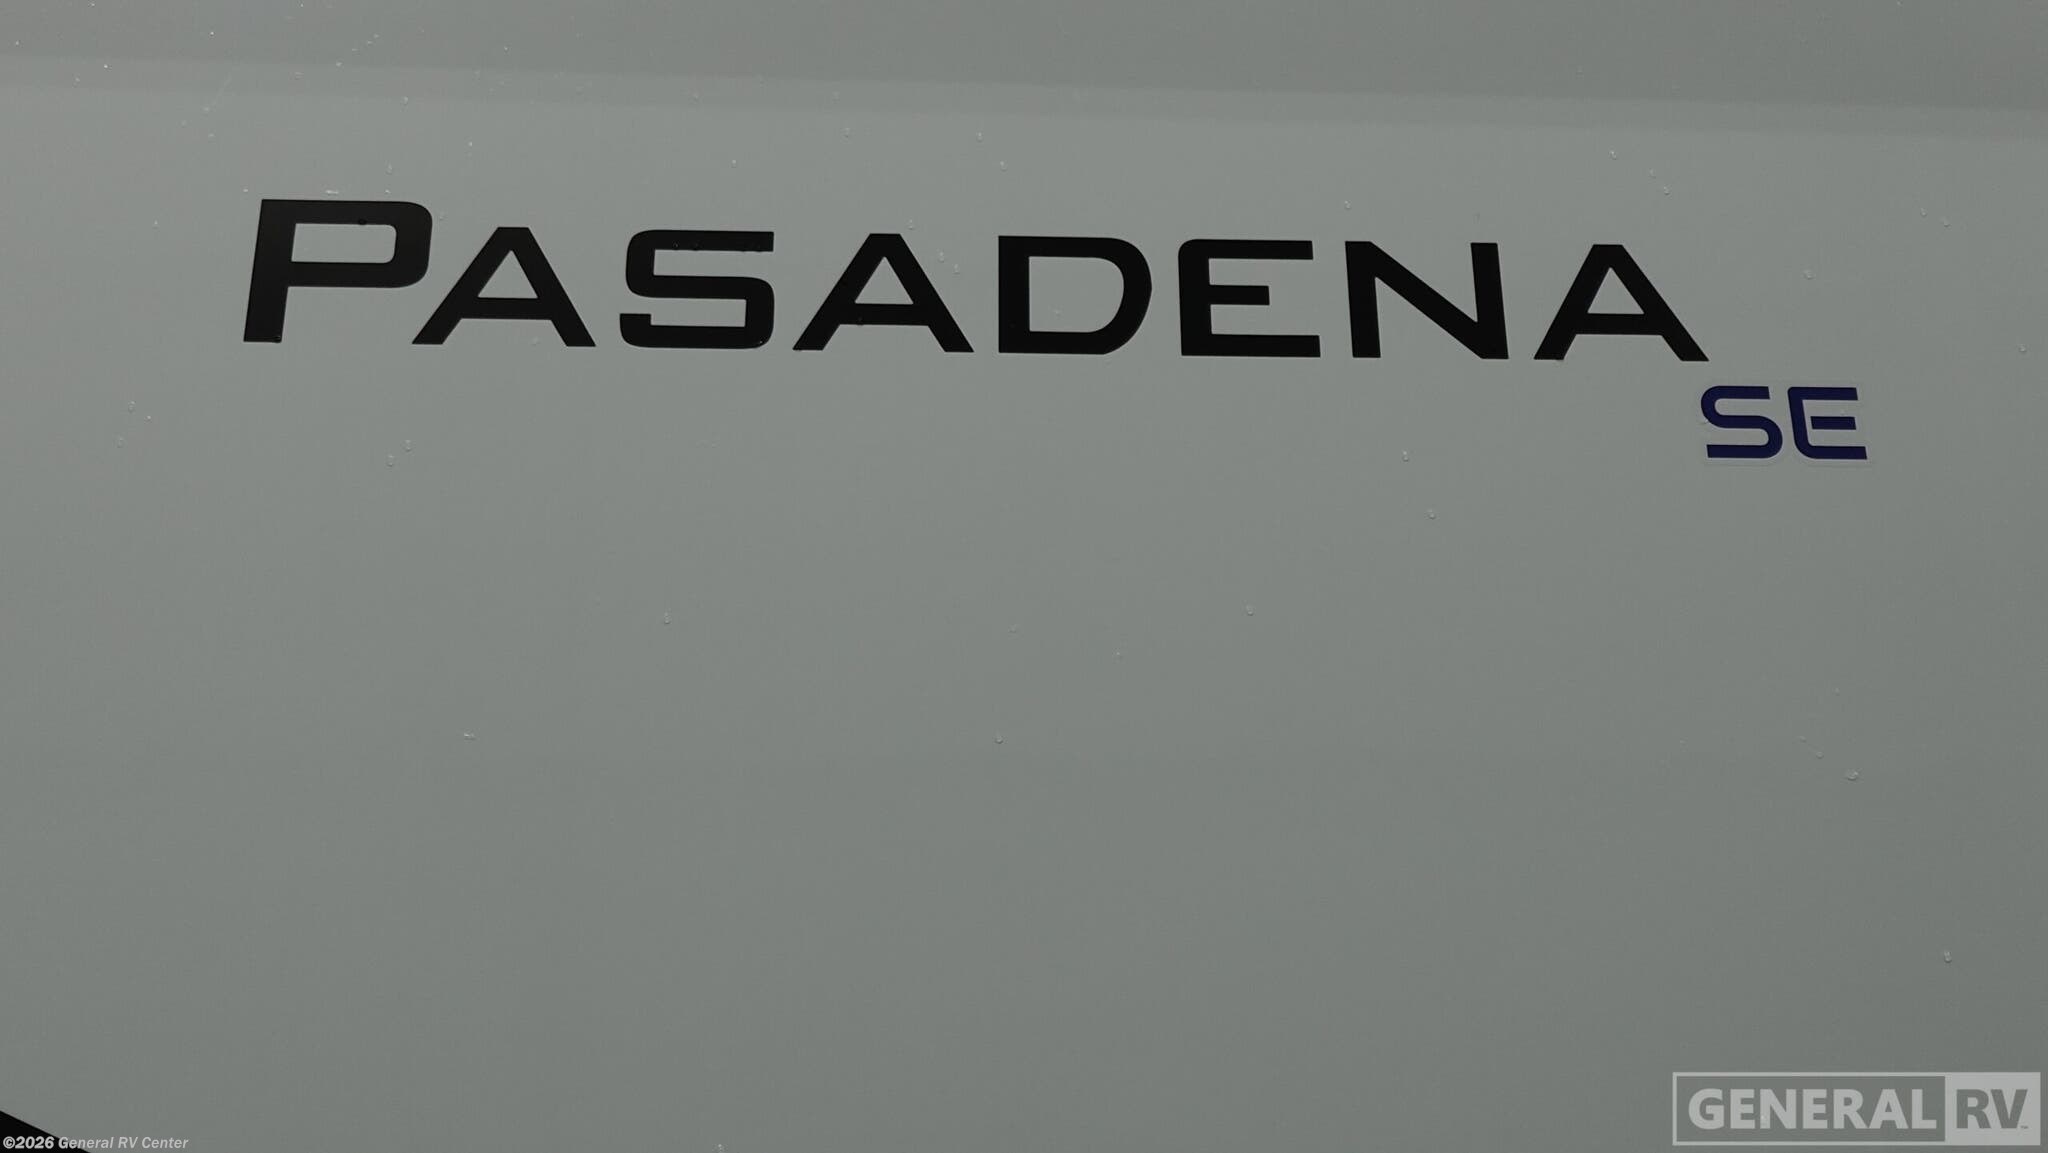 PASADENA
SE
GENERAL RV
©2026 General RV Center